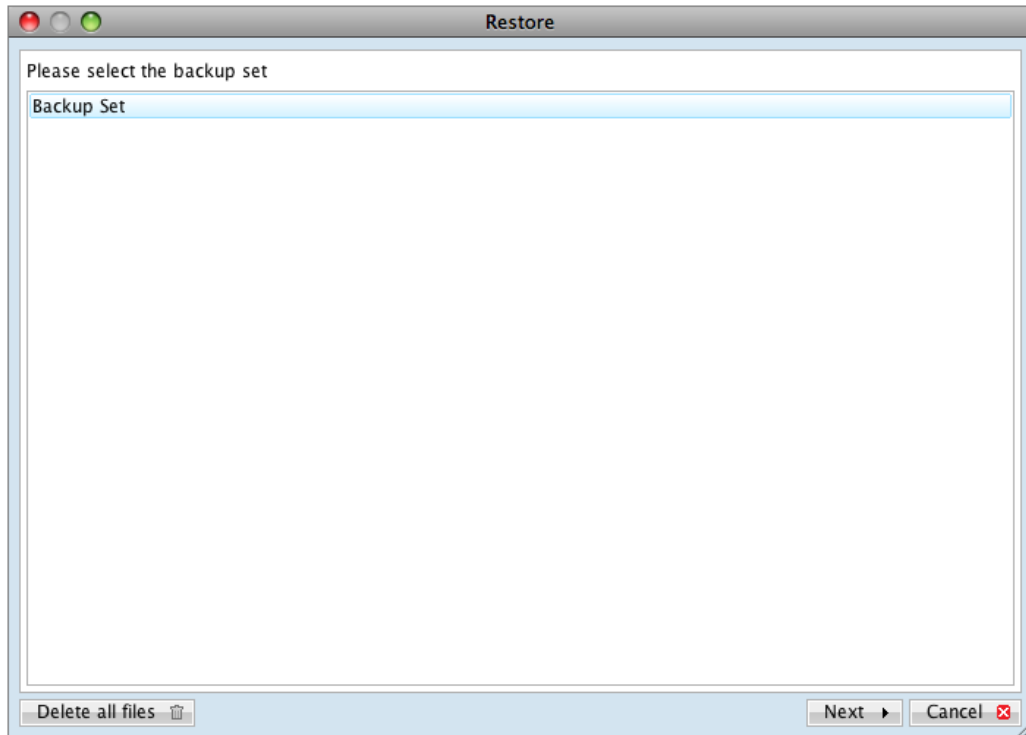 Restore
Please select the backup set
Backup Set
Delete all files
Next
Cancel